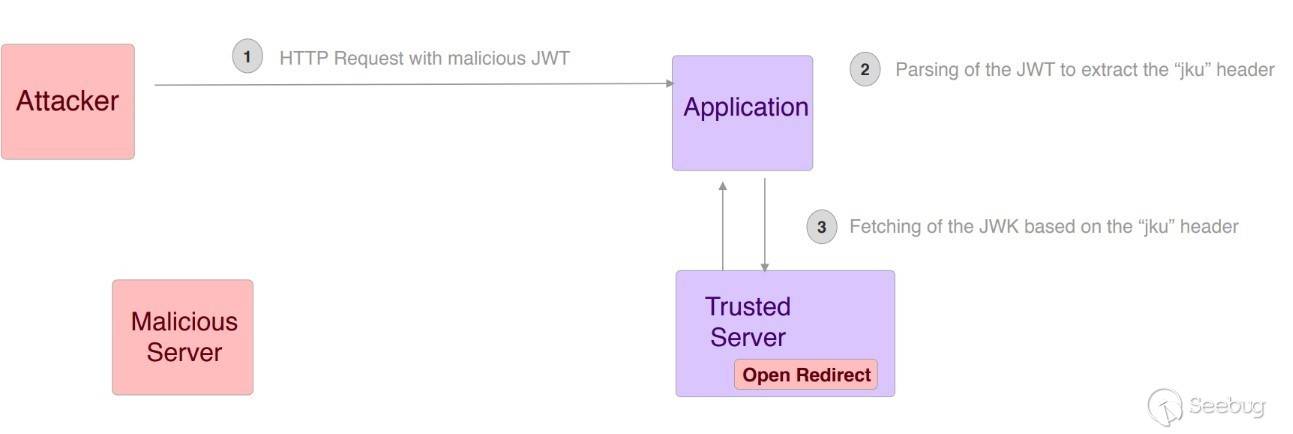 1 HTTP Request with malicious JWT
Attacker
Application
2 Parsing of the JWT to extract the “jku” header
3 Fetching of the JWK based on the “jku” header
Malicious
Server
Trusted
Server
Open Redirect
Seebug